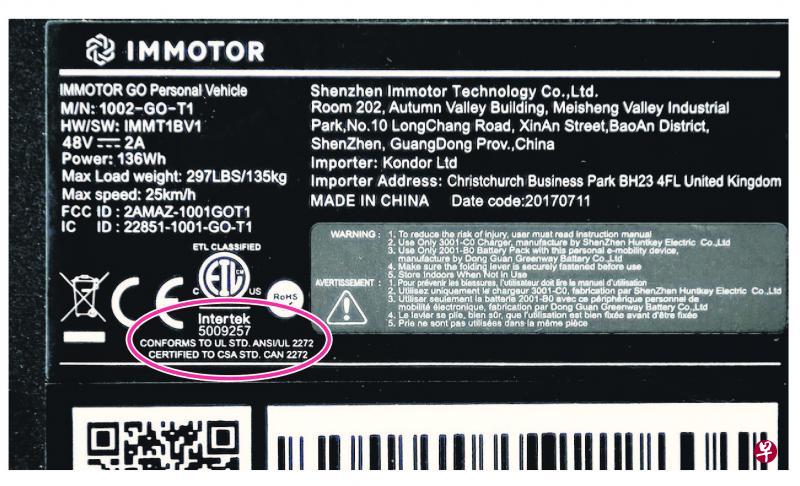 IMMOTOR
IMMOTOR GO Personal Vehicle
M/N: 1002-GO-T1
HW/SW: IMMT1BV1
48V ⎓ 2A
Power: 136Wh
Max Load weight: 297LBS/135kg
Max speed: 25km/h
FCC ID : 2AMAZ-1001GOT1
IC ID : 22851-1001-GO-T1
ETL CLASSIFIED
C ETL CM US
Intertek
5009257
CONFORMS TO UL STD. ANSI/UL 2272
CERTIFIED TO CSA STD. CAN 2272
CE
RoHS
Shenzhen Immotor Technology Co.,Ltd.
Room 202, Autumn Valley Building, Meisheng Valley Industrial
Park,No.10 LongChang Road, XinAn Street,BaoAn District,
ShenZhen, GuangDong Prov.,China
Importer: Kondor Ltd
Importer Address: Christchurch Business Park BH23 4FL United Kingdom
MADE IN CHINA Date code:20170711
WARNING : 1. To reduce the risk of injury, user must read instruction manual
2. Use Only 3001-C0 Charger, manufacture by ShenZhen Huntkey Electric Co.,Ltd
3. Use Only 2001-B0 Battery Pack with this personal e-mobility device,
manufacture by Dong Guan Greenway Battery Co.,Ltd
4. Make sure the folding lever is securely fastened before use
5. Store Indoors When Not in Use
AVERTISSEMENT : 1. Pour prévenir les blessures, l'utilisateur doit lire le manuel d'utilisation
2. Utilisez uniquement le chargeur 3001-C0, fabrication par ShenZhen Huntkey Electric Co.,Ltd
3. Utiliser seulement la batterie 2001-B0 avec ce périphérique personnel de
mobilité électronique, fabrication par Dong Guan Greenway Battery Co.,Ltd
4. Le lavier se plie, bien sûr, que l'utilisation est bien fixée avant d'être fixée
5. Prie ne sont pas utilisées dans la même pièce
早